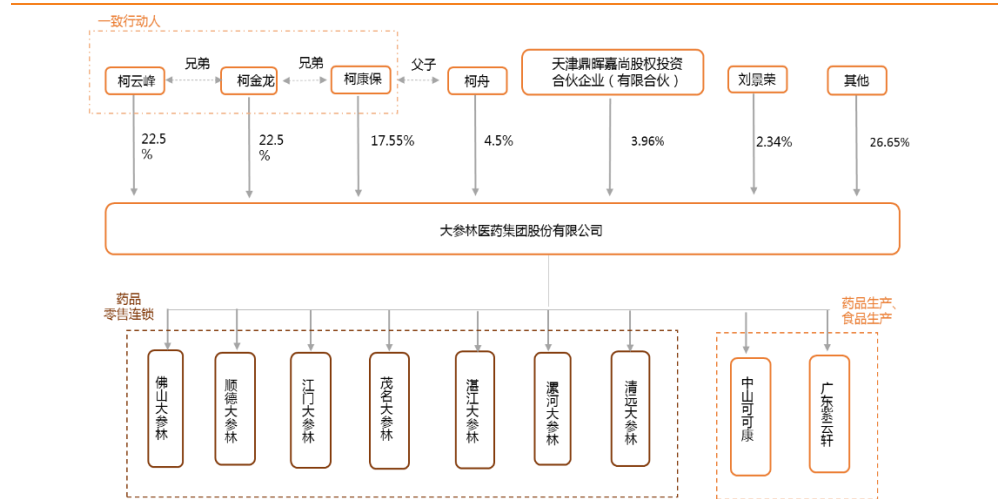 一致行动人
兄弟
兄弟
父子
柯云峰
柯金龙
柯康保
柯舟
天津鼎晖嘉尚股权投资
合伙企业（有限合伙）
刘景荣
其他
22.5
%
22.5
%
17.55%
4.5%
3.96%
2.34%
26.65%
大参林医药集团股份有限公司
药品
零售连锁
药品生产、
食品生产
佛山大参林
顺德大参林
江门大参林
茂名大参林
湛江大参林
漯河大参林
清远大参林
中山可可康
广东紫云轩